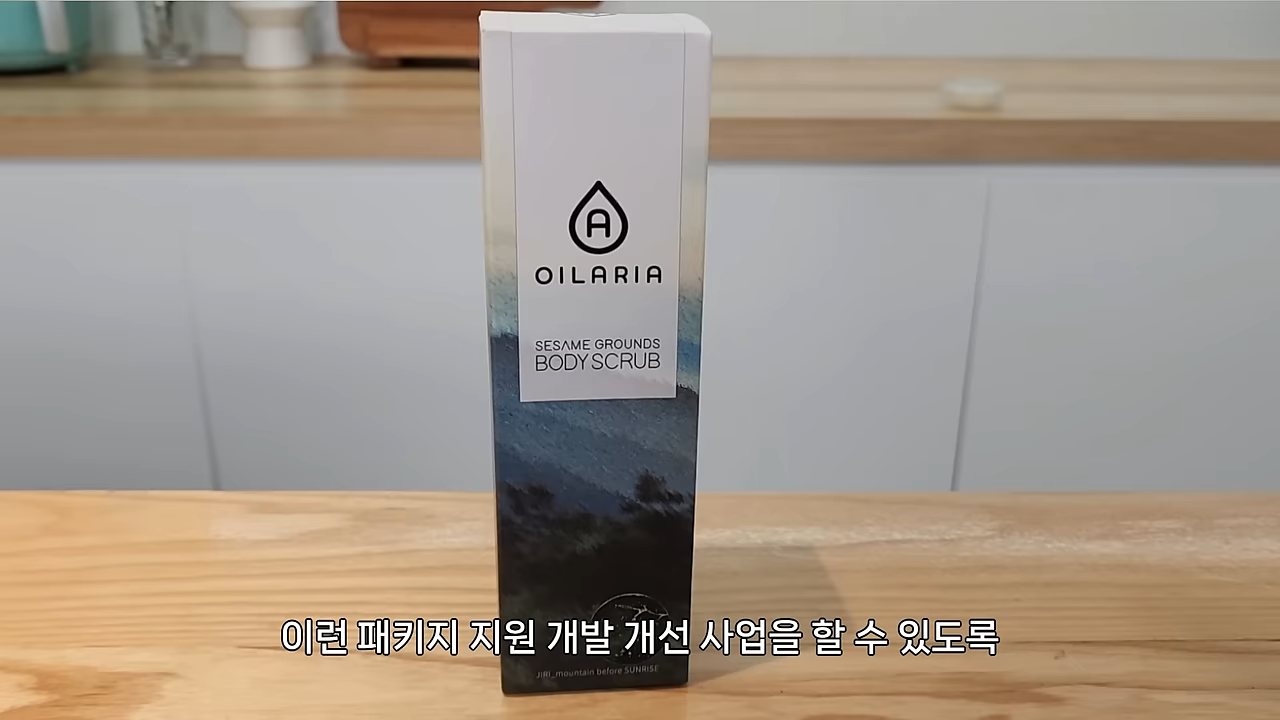 A
OILARIA
SESAME GROUNDS
BODY SCRUB
이런 패키지 지원 개발 개선 사업을 할 수 있도록
JIRI_mountain before SUNRISE